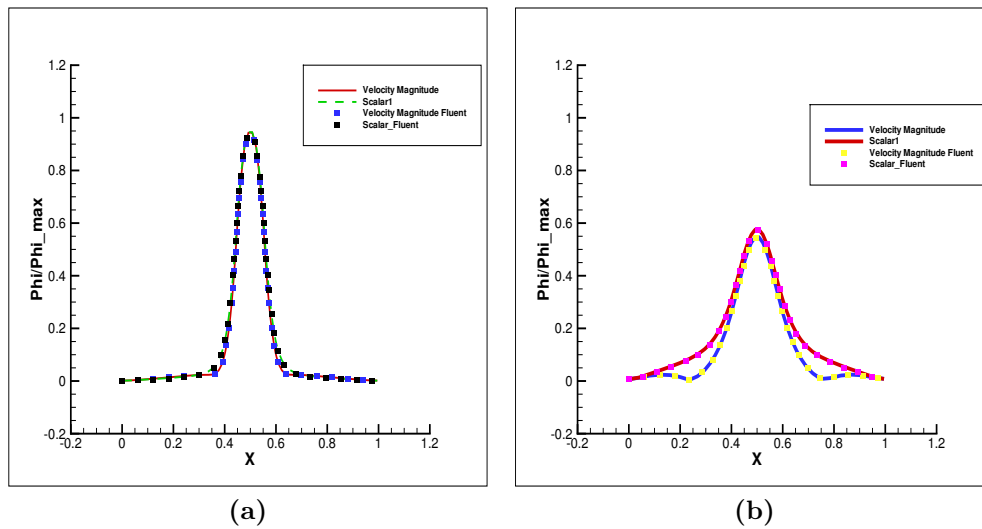 1.2
1
0.8
0.6
0.4
0.2
0
-0.2
Phi/Phi_max
-0.2
0
0.2
0.4
0.6
0.8
1
1.2
X
Velocity Magnitude
Scalar1
Velocity Magnitude Fluent
Scalar_Fluent
(a)
1.2
1
0.8
0.6
0.4
0.2
0
-0.2
Phi/Phi_max
-0.2
0
0.2
0.4
0.6
0.8
1
1.2
X
Velocity Magnitude
Scalar1
Velocity Magnitude Fluent
Scalar_Fluent
(b)